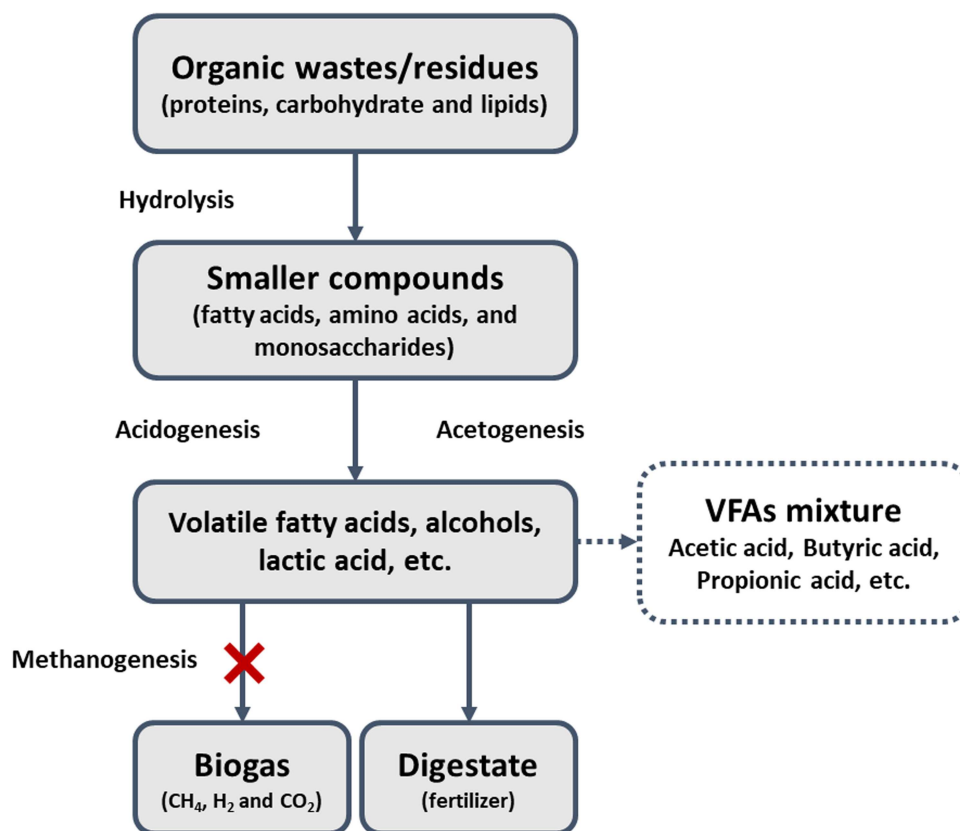 Organic wastes/residues
(proteins, carbohydrate and lipids)
Hydrolysis
Smaller compounds
(fatty acids, amino acids, and
monosaccharides)
Acidogenesis
Acetogenesis
Volatile fatty acids, alcohols,
lactic acid, etc.
VFAs mixture
Acetic acid, Butyric acid,
Propionic acid, etc.
Methanogenesis
Biogas
(CH₄, H₂ and CO₂)
Digestate
(fertilizer)